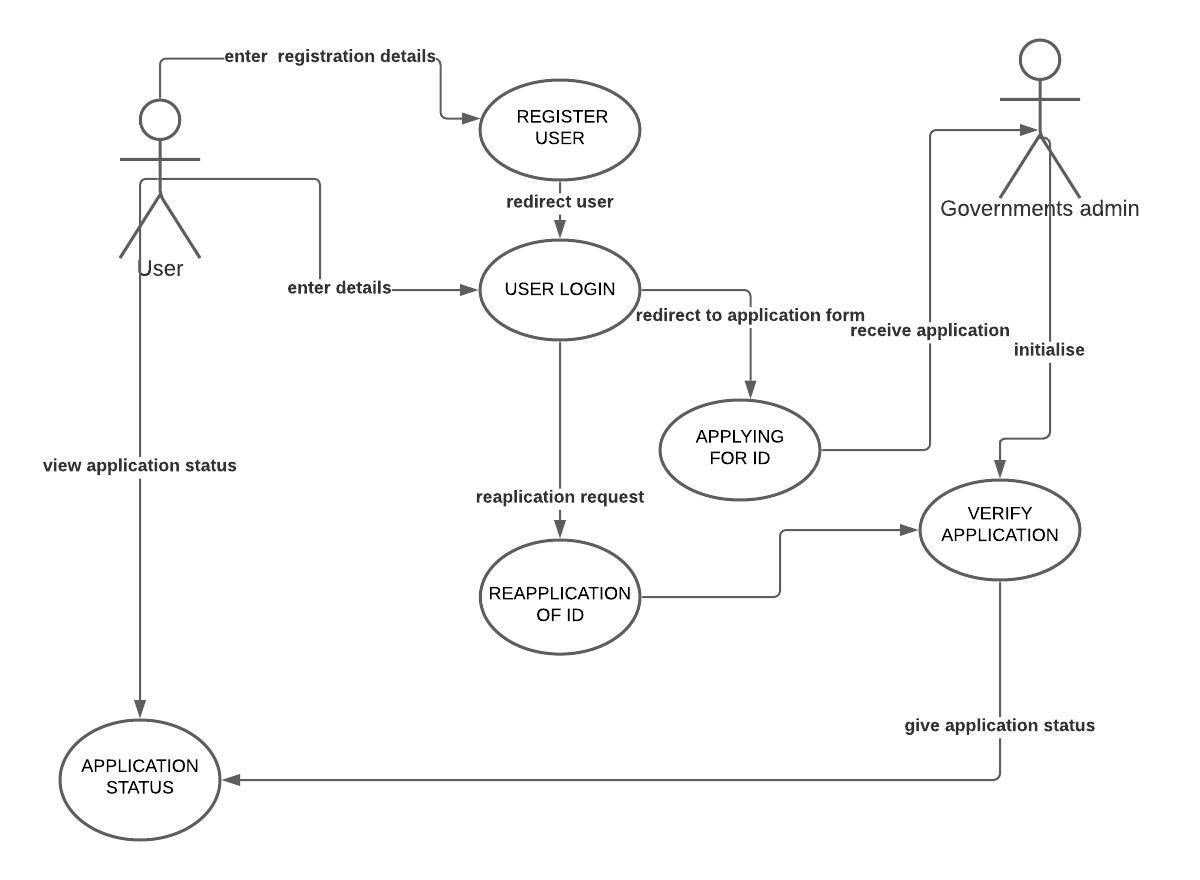 enter  registration details
REGISTER
USER
redirect user
Governments admin
User
enter details
USER LOGIN
redirect to application form
receive application
initialise
APPLYING
FOR ID
view application status
reaplication request
VERIFY
APPLICATION
REAPPLICATION
OF ID
give application status
APPLICATION
STATUS